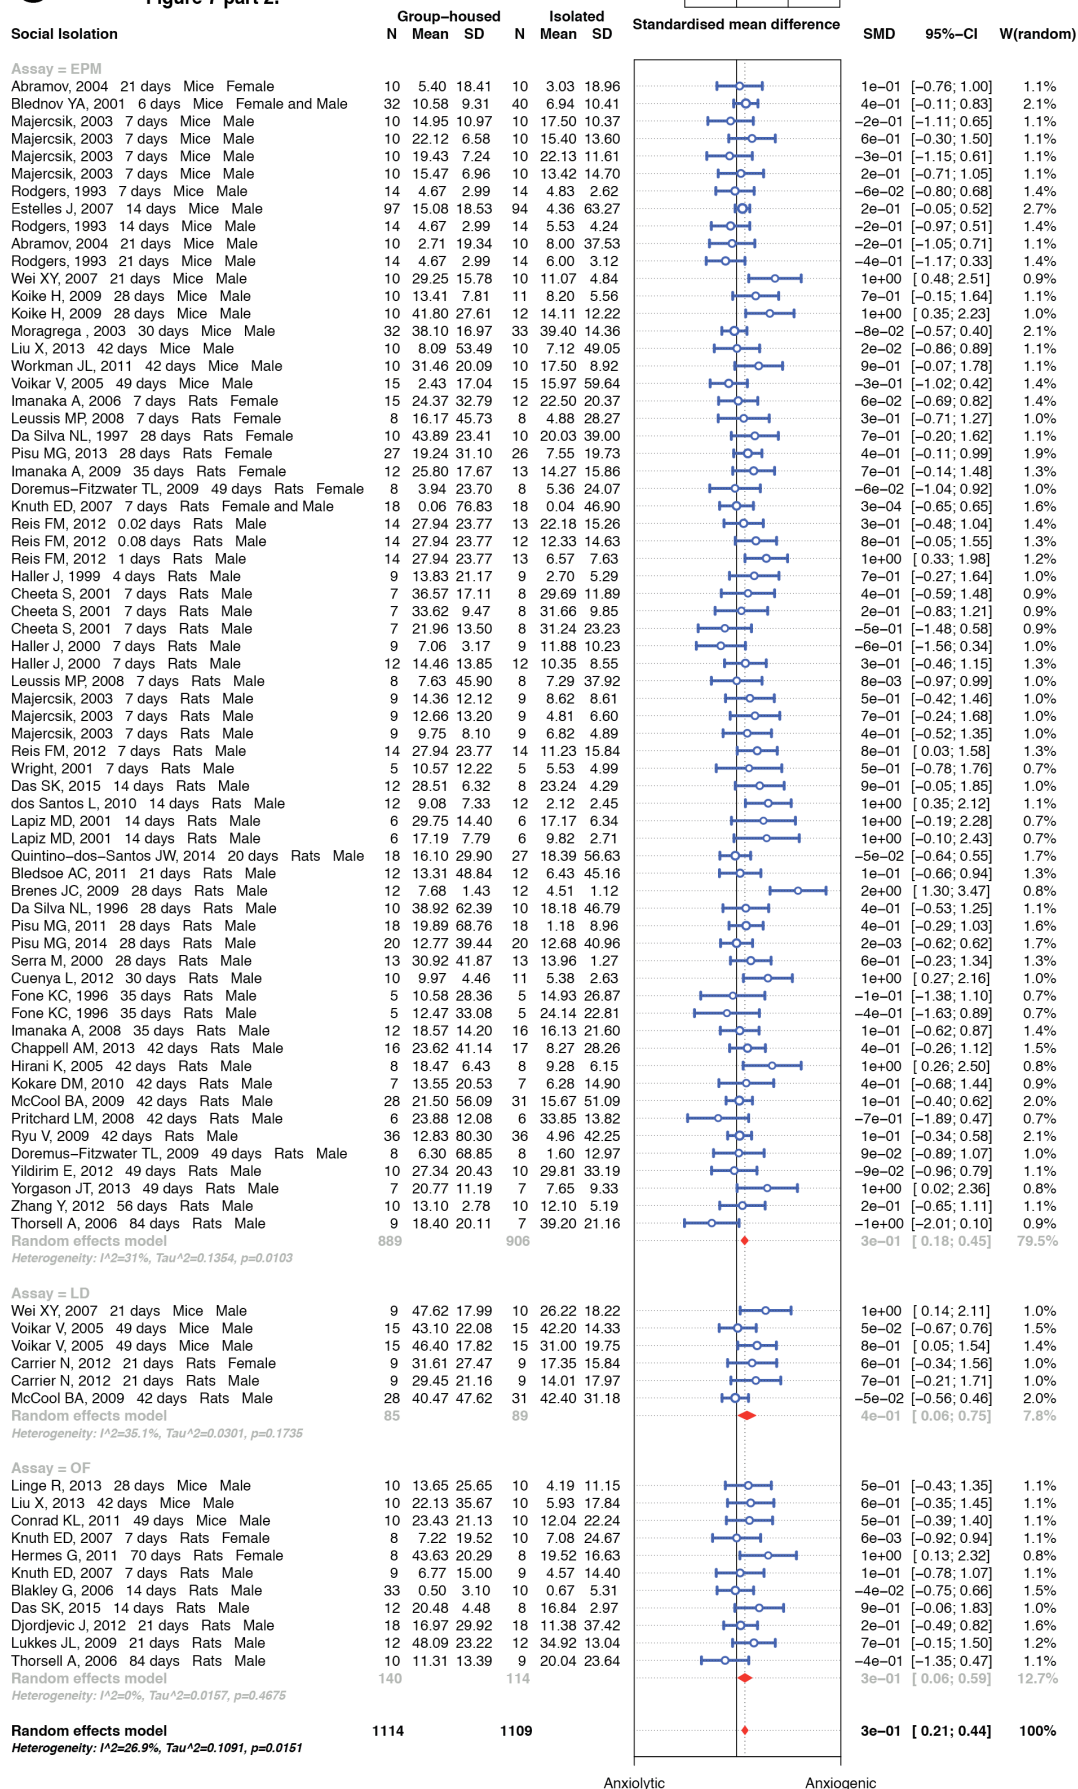 Figure 7 part 2.
Group−housed Isolated
Standardised mean difference
Social Isolation N Mean SD N Mean SD SMD 95%−CI W(random)
Assay = EPM
Abramov, 2004 21 days Mice Female 10 5.40 18.41 10 3.03 18.96 1e−01 [−0.76; 1.00] 1.1%
Blednov YA, 2001 6 days Mice Female and Male 32 10.58 9.31 40 6.94 10.41 4e−01 [−0.11; 0.83] 2.1%
Majercsik, 2003 7 days Mice Male 10 14.95 10.97 10 17.50 10.37 −2e−01 [−1.11; 0.65] 1.1%
Majercsik, 2003 7 days Mice Male 10 22.12 6.58 10 15.40 13.60 6e−01 [−0.30; 1.50] 1.1%
Majercsik, 2003 7 days Mice Male 10 19.43 7.24 10 22.13 11.61 −3e−01 [−1.15; 0.61] 1.1%
Majercsik, 2003 7 days Mice Male 10 15.47 6.96 10 13.42 14.70 2e−01 [−0.71; 1.05] 1.1%
Rodgers, 1993 7 days Mice Male 14 4.67 2.99 14 4.83 2.62 −6e−02 [−0.80; 0.68] 1.4%
Estelles J, 2007 14 days Mice Male 97 15.08 18.53 94 4.36 63.27 2e−01 [−0.05; 0.52] 2.7%
Rodgers, 1993 14 days Mice Male 14 4.67 2.99 14 5.53 4.24 −2e−01 [−0.97; 0.51] 1.4%
Abramov, 2004 21 days Mice Male 10 2.71 19.34 10 8.00 37.53 −2e−01 [−1.05; 0.71] 1.1%
Rodgers, 1993 21 days Mice Male 14 4.67 2.99 14 6.00 3.12 −4e−01 [−1.17; 0.33] 1.4%
Wei XY, 2007 21 days Mice Male 10 29.25 15.78 10 11.07 4.84 1e+00 [ 0.48; 2.51] 0.9%
Koike H, 2009 28 days Mice Male 10 13.41 7.81 11 8.20 5.56 7e−01 [−0.15; 1.64] 1.1%
Koike H, 2009 28 days Mice Male 10 41.80 27.61 12 14.11 12.22 1e+00 [ 0.35; 2.23] 1.0%
Moragrega , 2003 30 days Mice Male 32 38.10 16.97 33 39.40 14.36 −8e−02 [−0.57; 0.40] 2.1%
Liu X, 2013 42 days Mice Male 10 8.09 53.49 10 7.12 49.05 2e−02 [−0.86; 0.89] 1.1%
Workman JL, 2011 42 days Mice Male 10 31.46 20.09 10 17.50 8.92 9e−01 [−0.07; 1.78] 1.1%
Voikar V, 2005 49 days Mice Male 15 2.43 17.04 15 15.97 59.64 −3e−01 [−1.02; 0.42] 1.4%
Imanaka A, 2006 7 days Rats Female 15 24.37 32.79 12 22.50 20.37 6e−02 [−0.69; 0.82] 1.4%
Leussis MP, 2008 7 days Rats Female 8 16.17 45.73 8 4.88 28.27 3e−01 [−0.71; 1.27] 1.0%
Da Silva NL, 1997 28 days Rats Female 10 43.89 23.41 10 20.03 39.00 7e−01 [−0.20; 1.62] 1.1%
Pisu MG, 2013 28 days Rats Female 27 19.24 31.10 26 7.55 19.73 4e−01 [−0.11; 0.99] 1.9%
Imanaka A, 2009 35 days Rats Female 12 25.80 17.67 13 14.27 15.86 7e−01 [−0.14; 1.48] 1.3%
Doremus−Fitzwater TL, 2009 49 days Rats Female 8 3.94 23.70 8 5.36 24.07 −6e−02 [−1.04; 0.92] 1.0%
Knuth ED, 2007 7 days Rats Female and Male 18 0.06 76.83 18 0.04 46.90 3e−04 [−0.65; 0.65] 1.7%
Reis FM, 2012 0.02 days Rats Male 14 27.94 23.77 13 22.18 15.26 3e−01 [−0.48; 1.04] 1.4%
Reis FM, 2012 0.08 days Rats Male 14 27.94 23.77 12 12.33 14.63 8e−01 [−0.05; 1.55] 1.3%
Reis FM, 2012 1 days Rats Male 14 27.94 23.77 13 6.57 7.63 1e+00 [ 0.33; 1.98] 1.2%
Haller J, 1999 4 days Rats Male 9 13.83 21.17 9 2.70 5.29 7e−01 [−0.27; 1.64] 1.0%
Cheeta S, 2001 7 days Rats Male 7 36.57 17.11 8 29.69 11.89 4e−01 [−0.59; 1.48] 0.9%
Cheeta S, 2001 7 days Rats Male 7 33.62 9.47 8 31.66 9.85 2e−01 [−0.83; 1.21] 0.9%
Cheeta S, 2001 7 days Rats Male 7 21.96 13.50 8 31.24 23.23 −5e−01 [−1.48; 0.58] 0.9%
Haller J, 2000 7 days Rats Male 9 7.06 3.17 9 11.88 10.23 −6e−01 [−1.56; 0.34] 1.0%
Haller J, 2000 7 days Rats Male 12 14.46 13.85 12 10.35 8.55 3e−01 [−0.46; 1.15] 1.3%
Leussis MP, 2008 7 days Rats Male 8 7.63 45.90 8 7.29 37.92 8e−03 [−0.97; 0.99] 1.0%
Majercsik, 2003 7 days Rats Male 9 14.36 12.12 9 8.62 8.61 5e−01 [−0.42; 1.46] 1.0%
Majercsik, 2003 7 days Rats Male 9 12.66 13.20 9 4.81 6.60 7e−01 [−0.24; 1.68] 1.0%
Majercsik, 2003 7 days Rats Male 9 9.75 8.10 9 6.82 4.89 4e−01 [−0.52; 1.35] 1.0%
Reis FM, 2012 7 days Rats Male 14 27.94 23.77 14 11.23 15.84 8e−01 [ 0.03; 1.58] 1.3%
Wright, 2001 7 days Rats Male 5 10.57 12.22 5 5.53 4.99 5e−01 [−0.78; 1.76] 0.7%
Das SK, 2015 14 days Rats Male 12 28.51 6.32 8 23.24 4.29 9e−01 [−0.05; 1.85] 1.0%
dos Santos L, 2010 14 days Rats Male 12 9.08 7.33 12 2.12 2.45 1e+00 [ 0.35; 2.12] 1.1%
Lapiz MD, 2001 14 days Rats Male 6 29.75 14.40 6 17.17 6.34 1e+00 [−0.19; 2.28] 0.7%
Lapiz MD, 2001 14 days Rats Male 6 17.19 7.79 6 9.82 2.71 1e+00 [−0.10; 2.43] 0.7%
Quintino−dos−Santos JW, 2014 20 days Rats Male 18 16.10 29.90 27 18.39 56.63 −5e−02 [−0.64; 0.55] 1.7%
Bledsoe AC, 2011 21 days Rats Male 12 13.31 48.84 12 6.43 45.16 1e−01 [−0.66; 0.94] 1.3%
Brenes JC, 2009 28 days Rats Male 12 7.68 1.43 12 4.51 1.12 2e+00 [ 1.30; 3.47] 0.8%
Da Silva NL, 1996 28 days Rats Male 10 38.92 62.39 10 18.18 46.79 4e−01 [−0.53; 1.25] 1.1%
Pisu MG, 2011 28 days Rats Male 18 19.89 68.76 18 1.18 8.96 4e−01 [−0.29; 1.03] 1.6%
Pisu MG, 2014 28 days Rats Male 20 12.77 39.44 20 12.68 40.96 2e−03 [−0.62; 0.62] 1.7%
Serra M, 2000 28 days Rats Male 13 30.92 41.87 13 13.96 1.27 6e−01 [−0.23; 1.34] 1.3%
Cuenya L, 2012 30 days Rats Male 10 9.97 4.46 11 5.38 2.63 1e+00 [ 0.27; 2.16] 1.0%
Fone KC, 1996 35 days Rats Male 5 10.58 28.36 5 14.93 26.87 −1e−01 [−1.38; 1.10] 0.7%
Fone KC, 1996 35 days Rats Male 5 12.47 33.08 5 24.14 22.81 −4e−01 [−1.63; 0.89] 0.7%
Imanaka A, 2008 35 days Rats Male 12 18.57 14.20 16 16.13 21.60 1e−01 [−0.62; 0.87] 1.4%
Chappell AM, 2013 42 days Rats Male 16 23.62 41.14 17 8.27 28.26 4e−01 [−0.26; 1.12] 1.5%
Hirani K, 2005 42 days Rats Male 8 18.47 6.43 8 9.28 6.15 1e+00 [ 0.26; 2.50] 0.8%
Kokare DM, 2010 42 days Rats Male 7 13.55 20.53 7 6.28 14.90 4e−01 [−0.68; 1.44] 0.9%
McCool BA, 2009 42 days Rats Male 28 21.50 56.09 31 15.67 51.09 1e−01 [−0.40; 0.62] 2.0%
Pritchard LM, 2008 42 days Rats Male 6 23.88 12.08 6 33.85 13.82 −7e−01 [−1.89; 0.47] 0.7%
Ryu V, 2009 42 days Rats Male 36 12.83 80.30 36 4.96 42.25 1e−01 [−0.34; 0.58] 2.1%
Doremus−Fitzwater TL, 2009 49 days Rats Male 8 6.30 68.85 8 1.60 12.97 9e−02 [−0.89; 1.07] 1.0%
Yildirim E, 2012 49 days Rats Male 10 27.34 20.43 10 29.81 33.19 −9e−02 [−0.96; 0.79] 1.1%
Yorgason JT, 2013 49 days Rats Male 7 20.77 11.19 7 7.65 9.33 1e+00 [ 0.02; 2.36] 0.8%
Zhang Y, 2012 56 days Rats Male 10 13.10 2.78 10 12.10 5.19 2e−01 [−0.65; 1.11] 1.1%
Thorsell A, 2006 84 days Rats Male 9 18.40 20.11 7 39.20 21.16 −1e+00 [−2.01; 0.10] 0.9%
Random effects model 889 906 3e−01 [ 0.18; 0.45] 79.5%
Heterogeneity: I^2=31%, Tau^2=0.1354, p=0.0103
Assay = LD
Wei XY, 2007 21 days Mice Male 9 47.62 17.99 10 26.22 18.22 1e+00 [ 0.14; 2.11] 1.0%
Voikar V, 2005 49 days Mice Male 15 43.10 22.08 15 42.20 14.33 5e−02 [−0.67; 0.76] 1.5%
Voikar V, 2005 49 days Mice Male 15 46.40 17.82 15 31.00 19.75 8e−01 [ 0.05; 1.54] 1.4%
Carrier N, 2012 21 days Rats Female 9 31.61 27.47 9 17.35 15.84 6e−01 [−0.34; 1.56] 1.0%
Carrier N, 2012 21 days Rats Male 9 29.45 21.16 9 14.01 17.97 7e−01 [−0.21; 1.71] 1.0%
McCool BA, 2009 42 days Rats Male 28 40.47 47.62 31 42.40 31.18 −5e−02 [−0.56; 0.46] 2.0%
Random effects model 85 89 4e−01 [ 0.06; 0.75] 7.8%
Heterogeneity: I^2=35.1%, Tau^2=0.0301, p=0.1735
Assay = OF
Linge R, 2013 28 days Mice Male 10 13.65 25.65 10 4.19 11.15 5e−01 [−0.43; 1.35] 1.1%
Liu X, 2013 42 days Mice Male 10 22.13 35.67 10 5.93 17.84 6e−01 [−0.35; 1.45] 1.1%
Conrad KL, 2011 49 days Mice Male 10 23.43 21.13 10 12.04 22.24 5e−01 [−0.39; 1.40] 1.1%
Knuth ED, 2007 7 days Rats Female 8 7.22 19.52 10 7.08 24.67 6e−03 [−0.92; 0.94] 1.1%
Hermes G, 2011 70 days Rats Female 8 43.63 20.29 8 19.52 16.63 1e+00 [ 0.13; 2.32] 0.8%
Knuth ED, 2007 7 days Rats Male 9 6.77 15.00 9 4.57 14.40 1e−01 [−0.78; 1.07] 1.1%
Blakley G, 2006 14 days Rats Male 33 0.50 3.10 10 0.67 5.31 −4e−02 [−0.75; 0.66] 1.5%
Das SK, 2015 14 days Rats Male 12 20.48 4.48 8 16.84 2.97 9e−01 [−0.06; 1.83] 1.0%
Djordjevic J, 2012 21 days Rats Male 18 16.97 29.92 18 11.38 37.42 2e−01 [−0.49; 0.82] 1.6%
Lukkes JL, 2009 21 days Rats Male 12 48.09 23.22 12 34.92 13.04 7e−01 [−0.15; 1.50] 1.2%
Thorsell A, 2006 84 days Rats Male 10 11.31 13.39 9 20.04 23.64 −4e−01 [−1.35; 0.47] 1.1%
Random effects model 140 114 3e−01 [ 0.06; 0.59] 12.7%
Heterogeneity: I^2=0%, Tau^2=0.0157, p=0.4675
Random effects model 1114 1109 3e−01 [ 0.21; 0.44] 100%
Heterogeneity: I^2=26.9%, Tau^2=0.1091, p=0.0151
Anxiolytic Anxiogenic